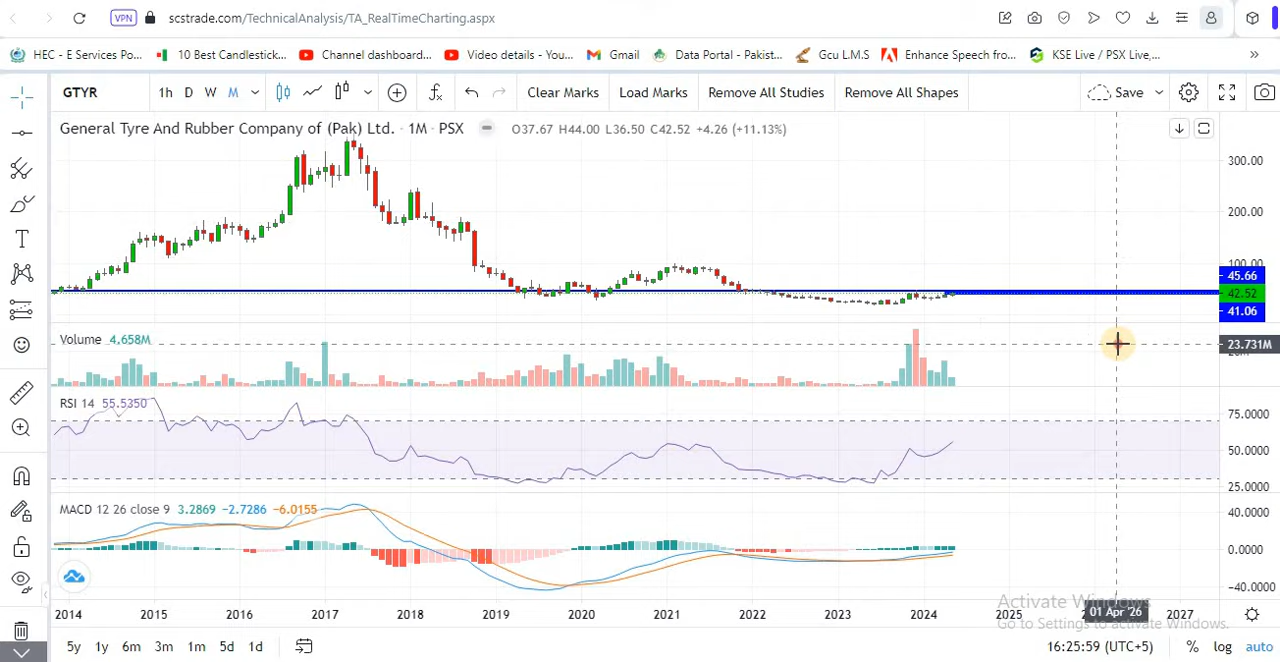 VPN scstrade.com/TechnicalAnalysis/TA_RealTimeCharting.aspx
HEC - E Services Po... 10 Best Candlestick... Channel dashboard... Video details - You... Gmail Data Portal - Pakist... Gcu L.M.S Enhance Speech fro... KSE Live / PSX Live,... »
GTYR 1h D W M Clear Marks Load Marks Remove All Studies Remove All Shapes Save
General Tyre And Rubber Company of (Pak) Ltd. · 1M · PSX O37.67 H44.00 L36.50 C42.52 +4.26 (+11.13%)
300.00
200.00
100.00
45.66
42.52
41.06
Volume 4.658M
23.731M
RSI 14 55.5350
75.0000
50.0000
25.0000
MACD 12 26 close 9 3.2869 −2.7286 −6.0155
40.0000
0.0000
−40.0000
Activate Windows
Go to Settings to activate Windows.
2014 2015 2016 2017 2018 2019 2020 2021 2022 2023 2024 2025 01 Apr '26 2027
5y 1y 6m 3m 1m 5d 1d 16:25:59 (UTC+5) % log auto